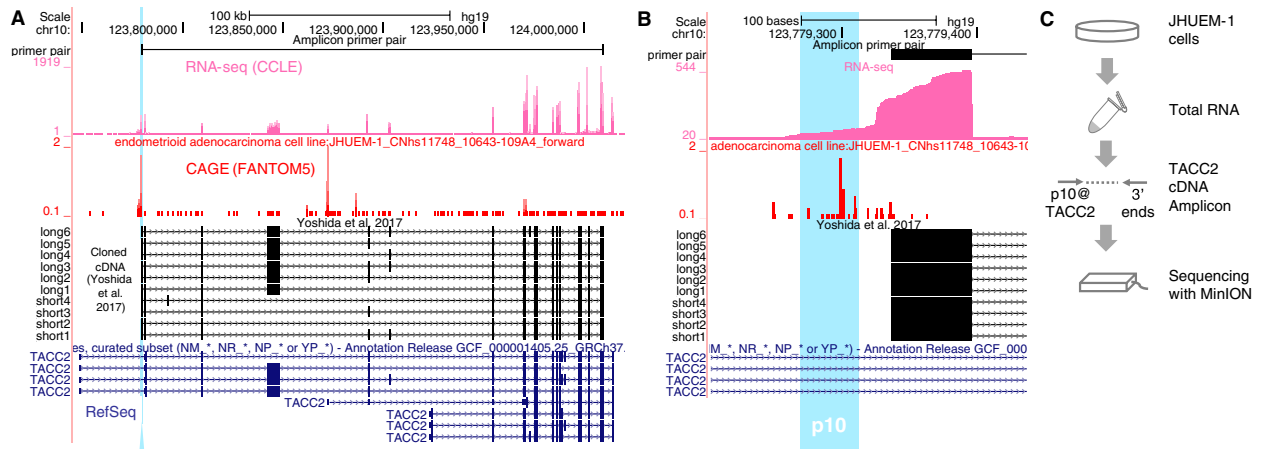 A
Scale
100 kb
hg19
chr10:
123,800,000
123,850,000
123,900,000
123,950,000
124,000,000
Amplicon primer pair
primer pair
1919
RNA-seq (CCLE)
1
endometrioid adenocarcinoma cell line:JHUEM-1_CNhs11748_10643-109A4_forward
2
CAGE (FANTOM5)
0.1
Yoshida et al. 2017
long6
long5
long4
long3
long2
long1
short4
short3
short2
short1
Cloned
cDNA
(Yoshida
et al.
2017)
es, curated subset (NM_*, NR_*, NP_* or YP_*) - Annotation Release GCF_000001405.25_GRCh37.
TACC2
TACC2
TACC2
TACC2
RefSeq
TACC2
TACC2
TACC2
TACC2
B
Scale
100 bases
hg19
chr10:
123,779,300
123,779,400
Amplicon primer pair
primer pair
544
RNA-seq
20
2
adenocarcinoma cell line:JHUEM-1_CNhs11748_10643-10
0.1
Yoshida et al. 2017
long6
long5
long4
long3
long2
long1
short4
short3
short2
short1
M_*, NR_*, NP_* or YP_*) - Annotation Release GCF_000
TACC2
TACC2
TACC2
TACC2
p10
C
JHUEM-1
cells
Total RNA
p10@
TACC2
3'
ends
TACC2
cDNA
Amplicon
Sequencing
with MinION